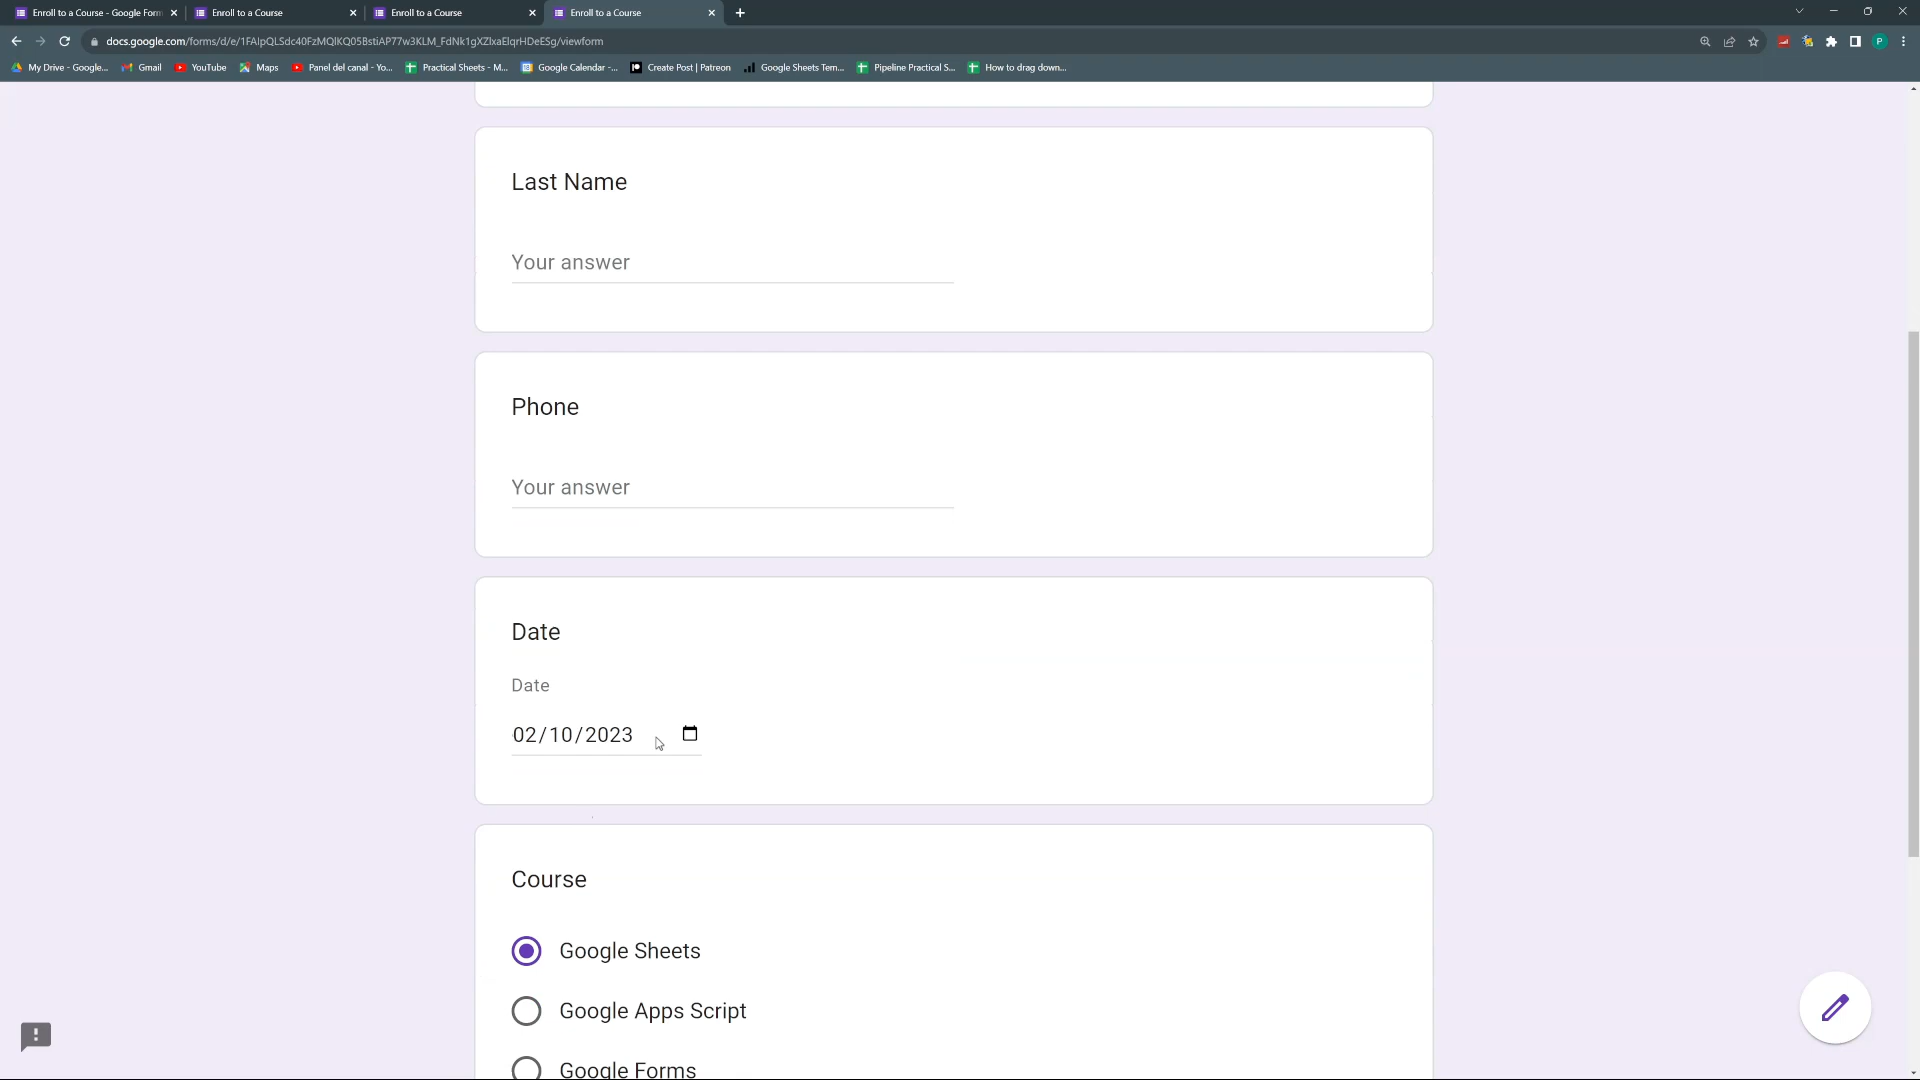 Enroll to a Course - Google Form
Enroll to a Course
Enroll to a Course
Enroll to a Course
docs.google.com/forms/d/e/1FAIpQLSdc40FzMQIKQ05BstiAP77w3KLM_FdNk1gXZlxaElqrHDeESg/viewform
My Drive - Google...
Gmail
YouTube
Maps
Panel del canal - Yo...
Practical Sheets - M...
Google Calendar -...
Create Post | Patreon
Google Sheets Tem...
Pipeline Practical S...
How to drag down...
P
Last Name
Your answer
Phone
Your answer
Date
Date
02/10/2023
Course
Google Sheets
Google Apps Script
Google Forms